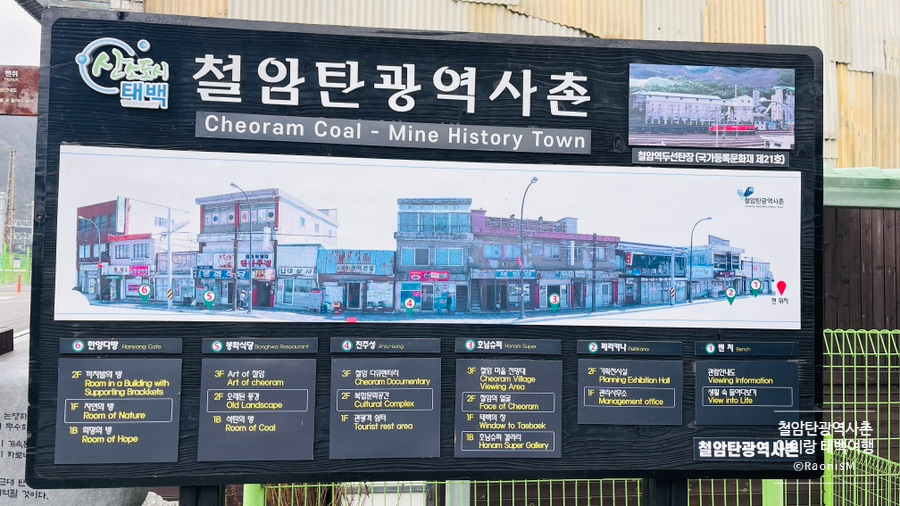 산소도시
태백
철암탄광역사촌
Cheoram Coal - Mine History Town
철암역두선탄장 (국가등록문화재 제21호)
철암탄광역사촌
6
5
4
3
2
1
현 위치
6 한양다방 Hanyang Cafe
2F 까치발의 방
Room in a Building with
Supporting Brackkets
1F 자연의 방
Room of Nature
1B 희망의 방
Room of Hope
5 봉화식당 Bonghwa Restuaurant
3F Art of 철암
Art of cheoram
2F 오래된 풍경
Old Landscape
1B 석탄의 방
Room of Coal
4 진주성 Jinju-sung
3F 철암 다큐멘터리
Cheoram Documentary
2F 복합문화공간
Cultural Complex
1F 관광객 쉼터
Tourist rest area
3 호남슈퍼 Honam Super
3F 철암 마을 전망대
Cheoram Village
Viewing Area
2F 철암의 얼굴
Face of Cheoram
1F 태백의 창
Window to Taebaek
1B 호남슈퍼 갤러리
Honam Super Gallery
2 페리카나 Pelikana
2F 기획전시실
Planning Exhibition Hall
1F 관리사무소
Management office
1 벤 치 Bench
관람안내도
Viewing Information
생활 속 들여다보기
View into Life
철암탄광역사촌
철암탄광역사촌
아이랑 태백여행
©RaonisM